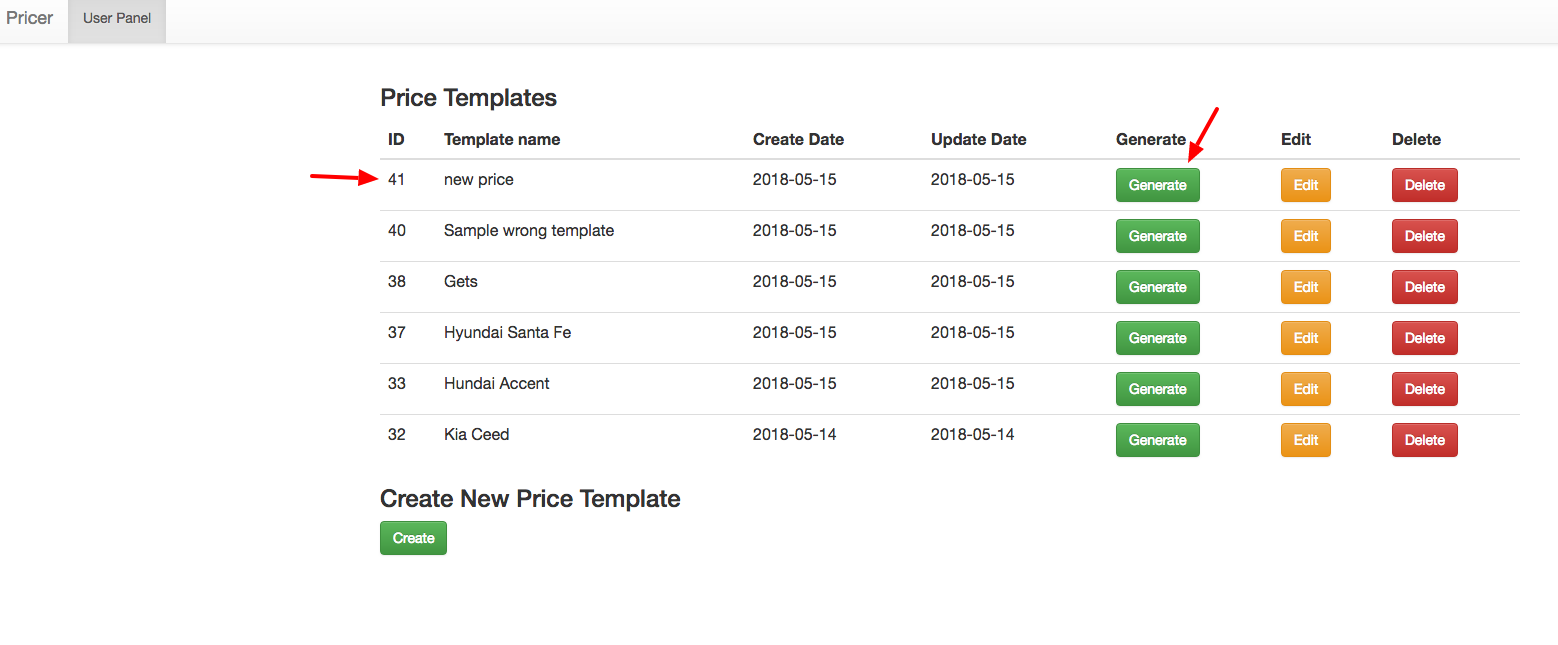 Pricer User Panel
Price Templates
ID Template name Create Date Update Date Generate Edit Delete
41 new price 2018-05-15 2018-05-15 Generate Edit Delete
40 Sample wrong template 2018-05-15 2018-05-15 Generate Edit Delete
38 Gets 2018-05-15 2018-05-15 Generate Edit Delete
37 Hyundai Santa Fe 2018-05-15 2018-05-15 Generate Edit Delete
33 Hundai Accent 2018-05-15 2018-05-15 Generate Edit Delete
32 Kia Ceed 2018-05-14 2018-05-14 Generate Edit Delete
Create New Price Template
Create